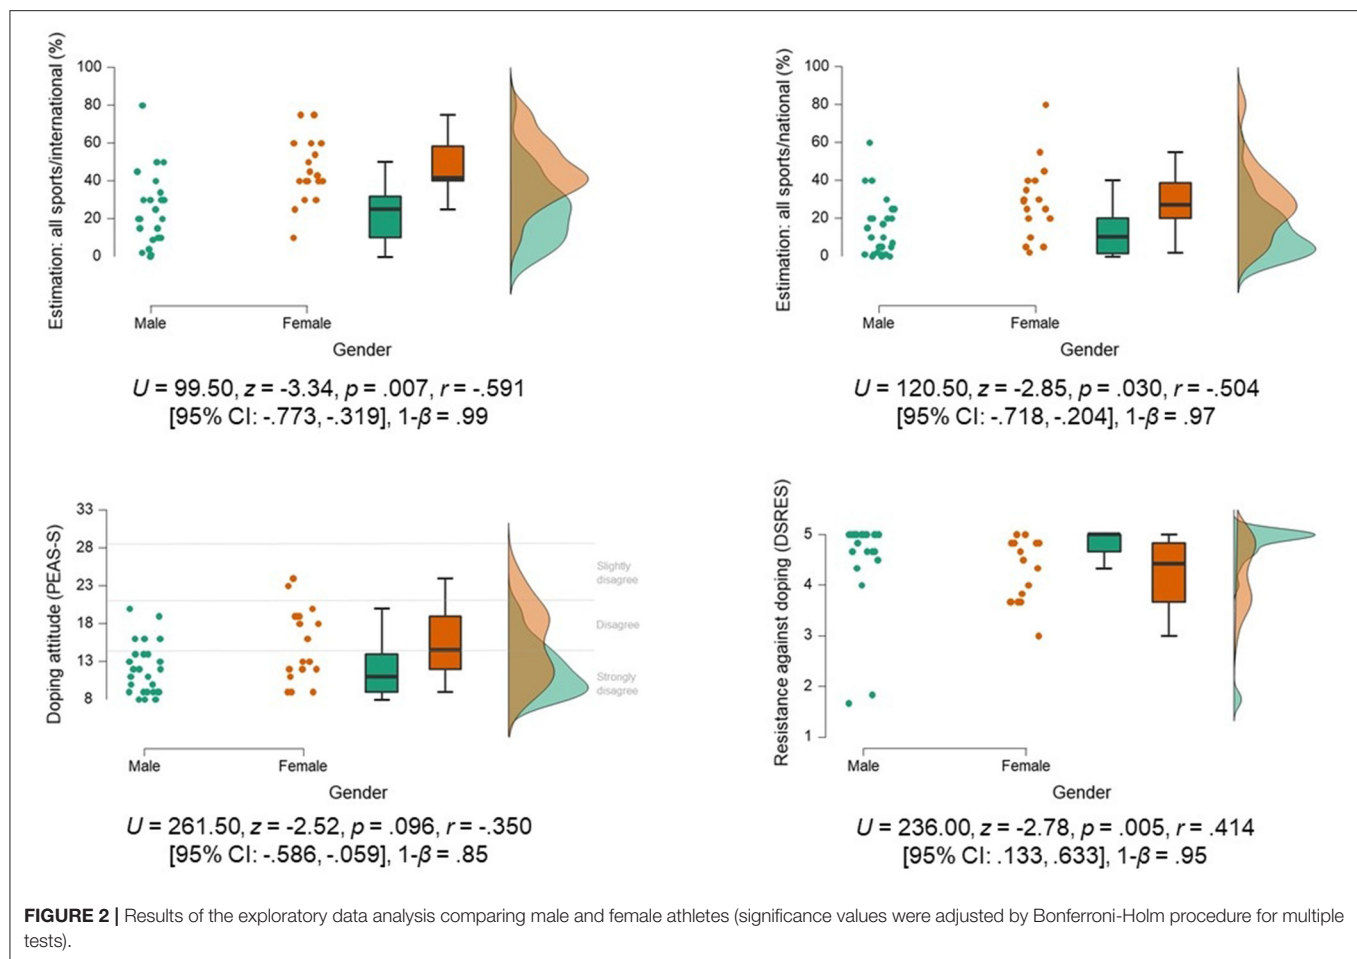 Estimation: all sports/international (%)
100
80
60
40
20
0
Male
Female
Gender
U = 99.50, z = -3.34, p = .007, r = -.591
[95% CI: -.773, -.319], 1-β = .99
Estimation: all sports/national (%)
100
80
60
40
20
0
Male
Female
Gender
U = 120.50, z = -2.85, p = .030, r = -.504
[95% CI: -.718, -.204], 1-β = .97
Doping attitude (PEAS-S)
33
28
23
18
13
8
Slightly
disagree
Disagree
Strongly
disagree
Male
Female
Gender
U = 261.50, z = -2.52, p = .096, r = -.350
[95% CI: -.586, -.059], 1-β = .85
Resistance against doping (DSRES)
5
4
3
2
1
Male
Female
Gender
U = 236.00, z = -2.78, p = .005, r = .414
[95% CI: .133, .633], 1-β = .95
FIGURE 2 | Results of the exploratory data analysis comparing male and female athletes (significance values were adjusted by Bonferroni-Holm procedure for multiple
tests).